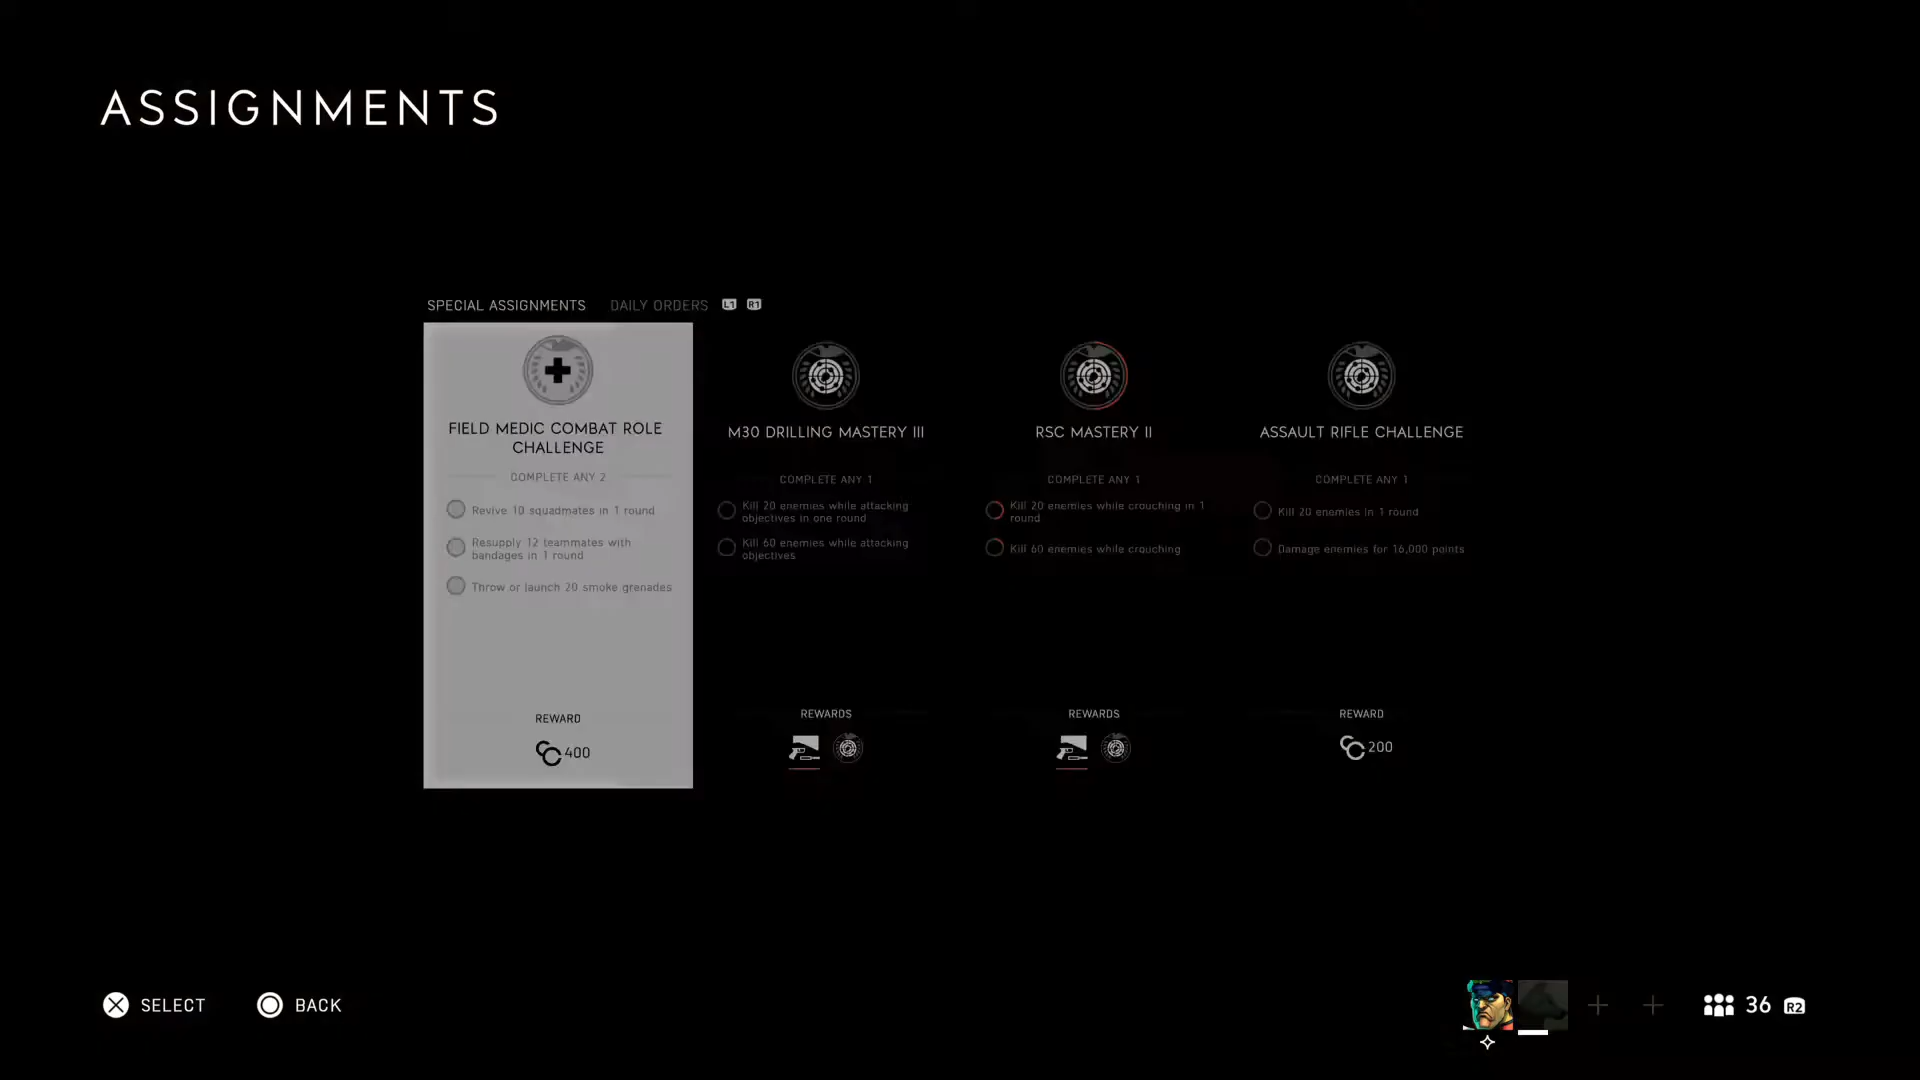 ASSIGNMENTS
SPECIAL ASSIGNMENTS DAILY ORDERS L1 R1
FIELD MEDIC COMBAT ROLE
CHALLENGE
COMPLETE ANY 2
Revive 10 squadmates in 1 round
Resupply 12 teammates with
bandages in 1 round
Throw or launch 20 smoke grenades
REWARD
400
M30 DRILLING MASTERY III
COMPLETE ANY 1
Kill 20 enemies while attacking
objectives in one round
Kill 60 enemies while attacking
objectives
REWARDS
RSC MASTERY II
COMPLETE ANY 1
Kill 20 enemies while crouching in 1
round
Kill 60 enemies while crouching
REWARDS
ASSAULT RIFLE CHALLENGE
COMPLETE ANY 1
Kill 20 enemies in 1 round
Damage enemies for 16,000 points
REWARD
200
SELECT BACK
36 R2